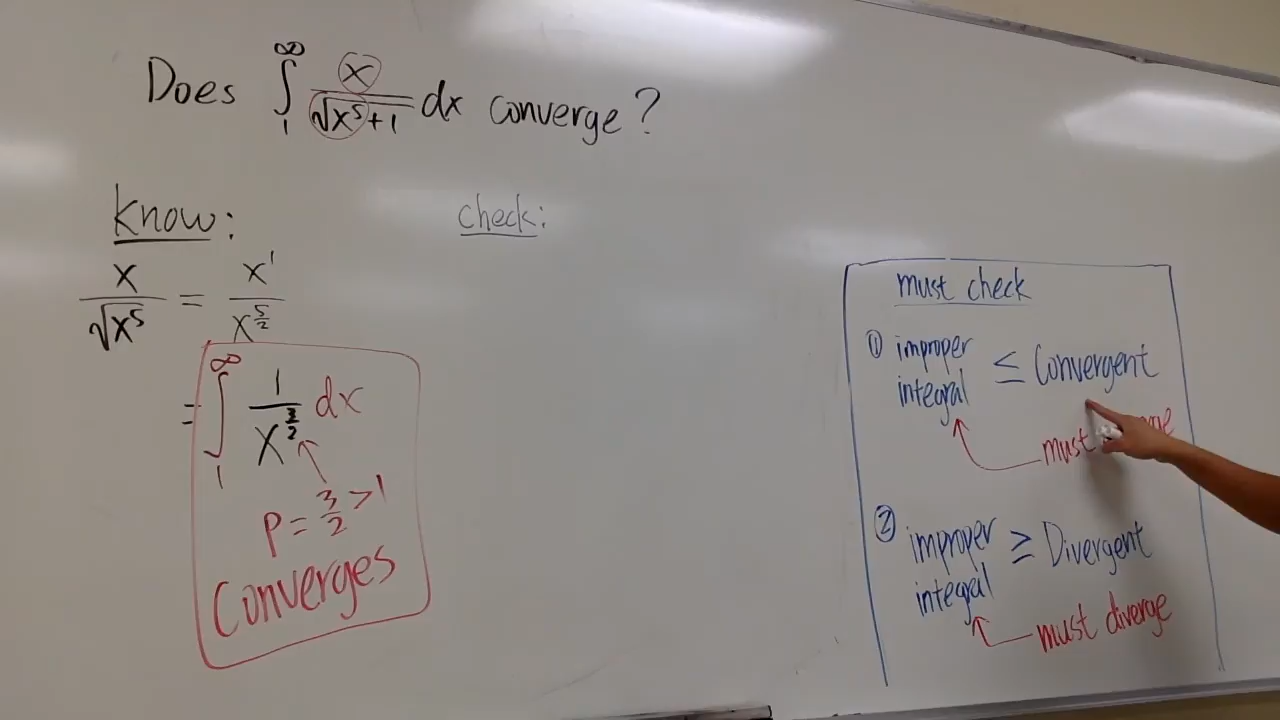 Does ∫₁^∞ x/(√x⁵+1) dx converge?
know:
x/√x⁵ = x¹/x^(5/2)
= ∫₁^∞ 1/x^(3/2) dx
p = 3/2 > 1
Converges
check:
must check
① improper integral ≤ Convergent
must
② improper integral ≥ Divergent
must diverge